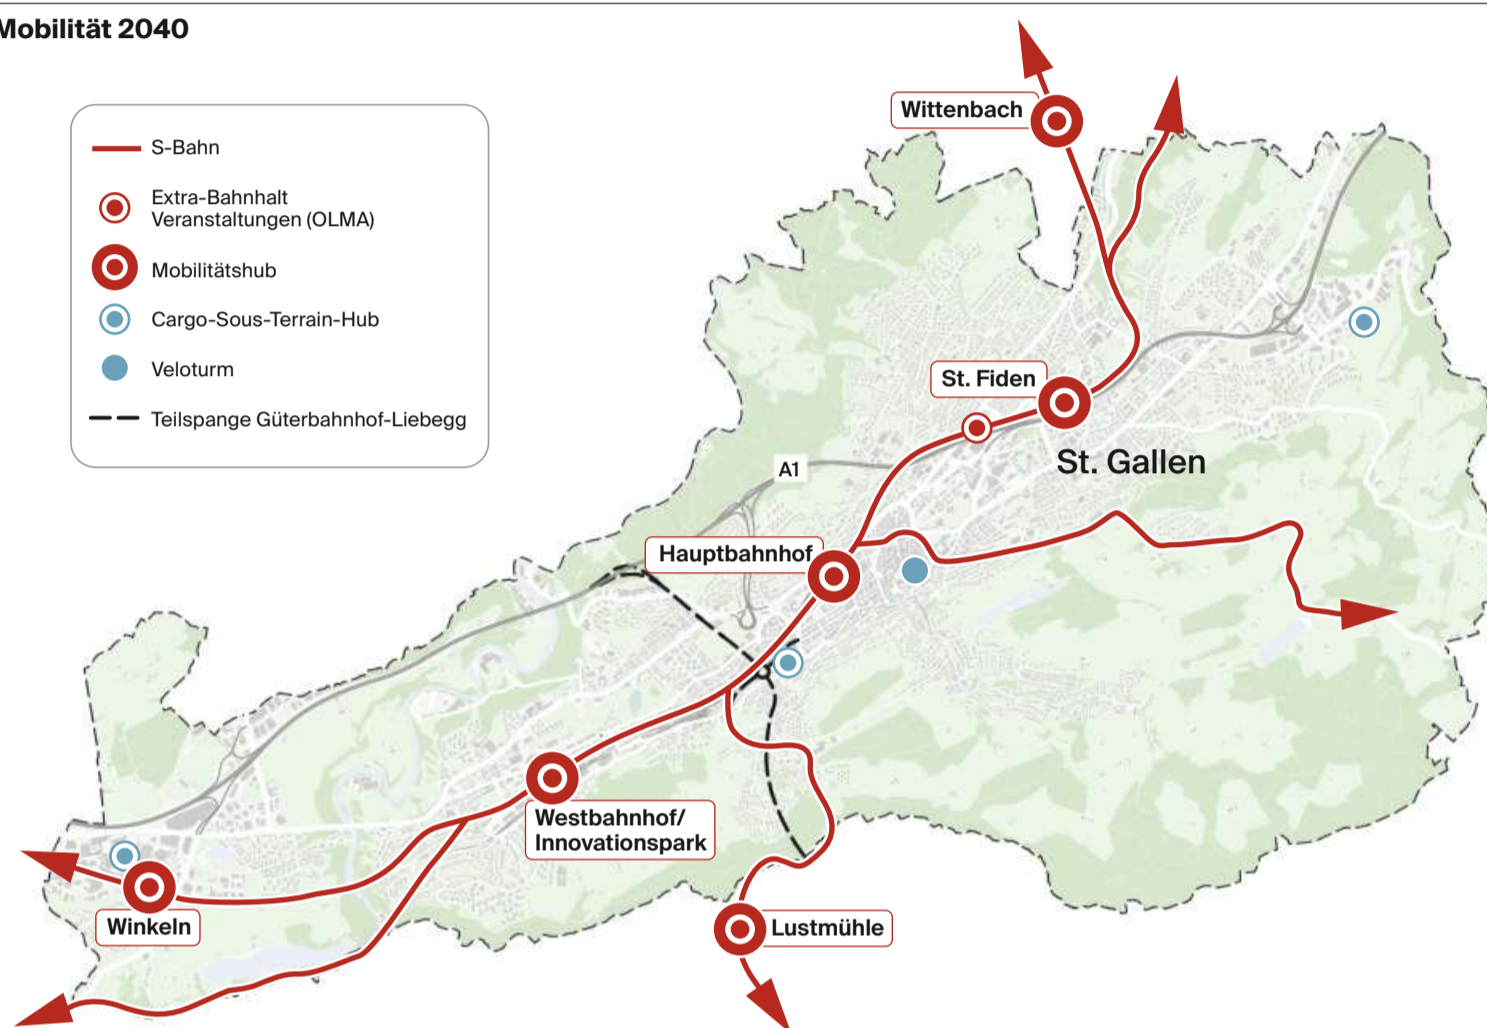 Mobilität 2040
S-Bahn
Extra-Bahnhalt
Veranstaltungen (OLMA)
Mobilitätshub
Cargo-Sous-Terrain-Hub
Veloturm
Teilspange Güterbahnhof-Liebegg
Wittenbach
St. Fiden
St. Gallen
A1
Hauptbahnhof
Westbahnhof/
Innovationspark
Winkeln
Lustmühle